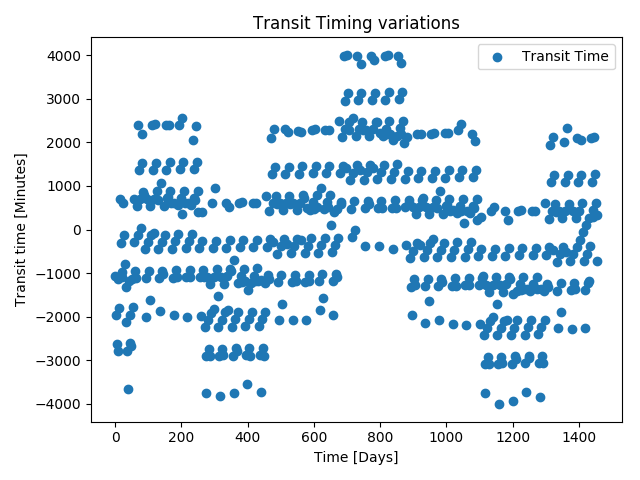 Transit Timing variations
Transit Time
Transit time [Minutes]
4000
3000
2000
1000
0
−1000
−2000
−3000
−4000
0 200 400 600 800 1000 1200 1400
Time [Days]